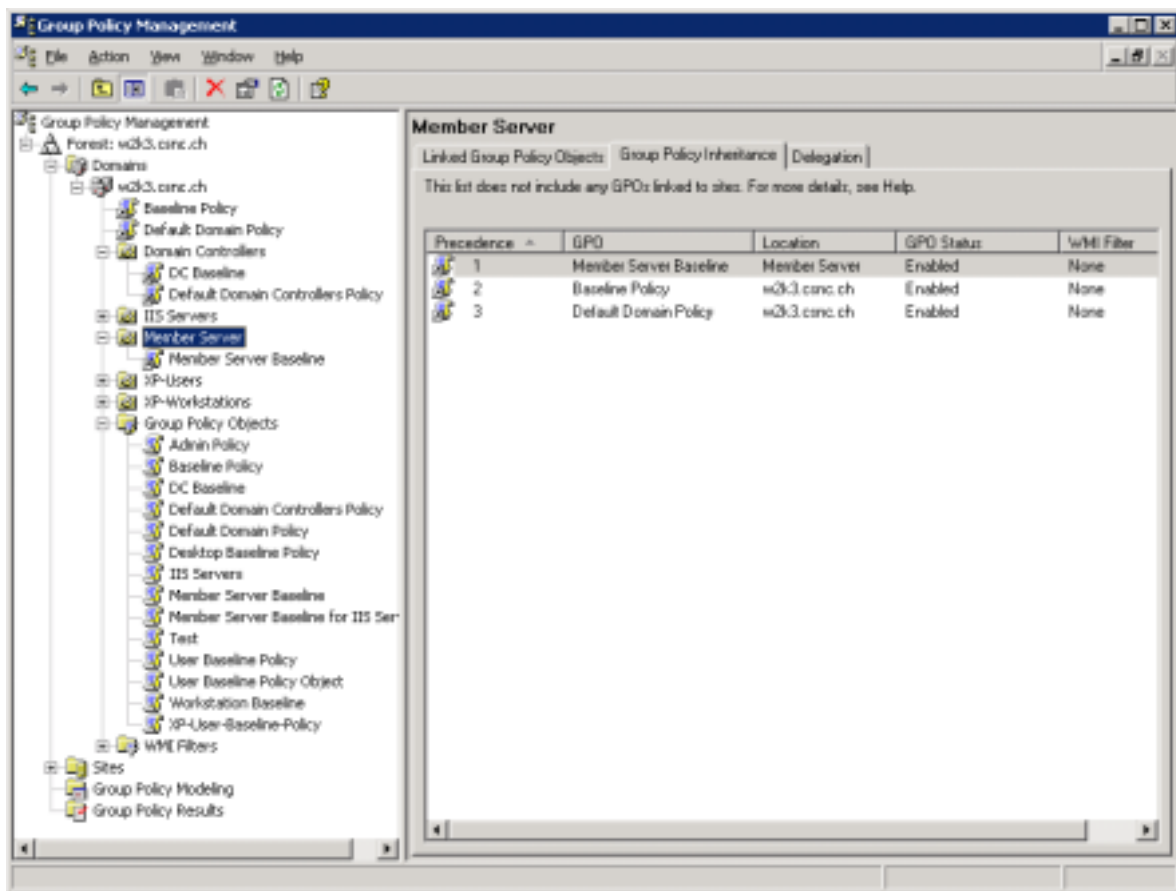 Group Policy Management
File Action View Window Help
Group Policy Management
Forest: w2k3.csnc.ch
Domains
w2k3.csnc.ch
Baseline Policy
Default Domain Policy
Domain Controllers
DC Baseline
Default Domain Controllers Policy
IIS Servers
Member Server
Member Server Baseline
XP-Users
XP-Workstations
Group Policy Objects
Admin Policy
Baseline Policy
DC Baseline
Default Domain Controllers Policy
Default Domain Policy
Desktop Baseline Policy
IIS Servers
Member Server Baseline
Member Server Baseline for IIS Ser
Test
User Baseline Policy
User Baseline Policy Object
Workstation Baseline
XP-User-Baseline-Policy
WMI Filters
Sites
Group Policy Modeling
Group Policy Results
Member Server
Linked Group Policy Objects Group Policy Inheritance Delegation
This list does not include any GPOs linked to sites. For more details, see Help.
Precedence GPO Location GPO Status WMI Filter
1 Member Server Baseline Member Server Enabled None
2 Baseline Policy w2k3.csnc.ch Enabled None
3 Default Domain Policy w2k3.csnc.ch Enabled None